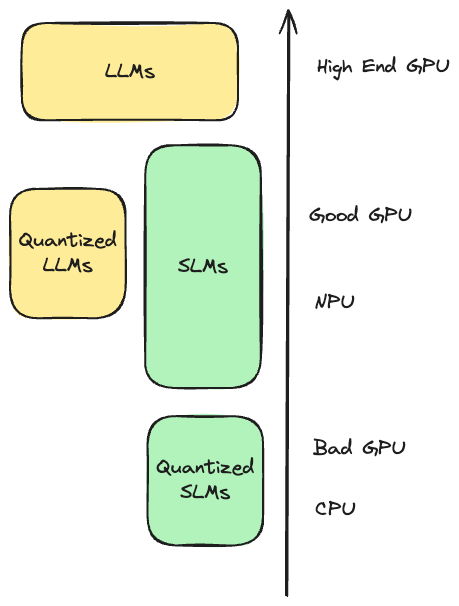 LLMs
High End GPU
Good GPU
Quantized
LLMs
SLMs
NPU
Bad GPU
Quantized
SLMs
CPU